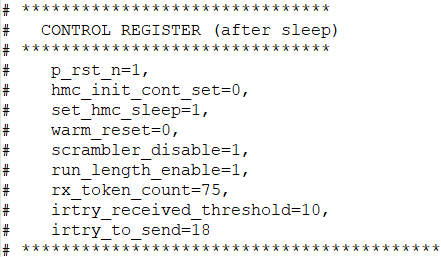 # *******************************
#   CONTROL REGISTER (after sleep)
# *******************************
#    p_rst_n=1,
#    hmc_init_cont_set=0,
#    set_hmc_sleep=1,
#    warm_reset=0,
#    scrambler_disable=1,
#    run_length_enable=1,
#    rx_token_count=75,
#    irtry_received_threshold=10,
#    irtry_to_send=18
# ******************************************